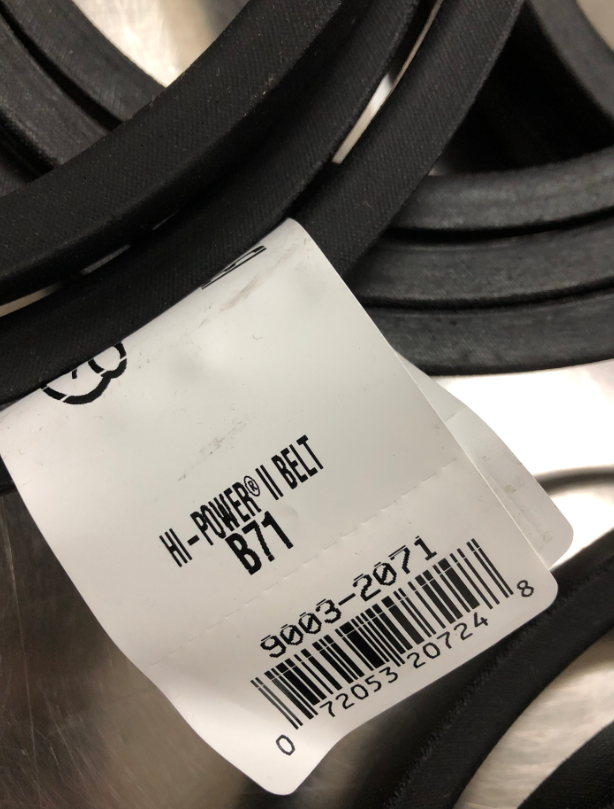 HI-POWER® II BELT
B71
9003-2071
0 72053 20724 8